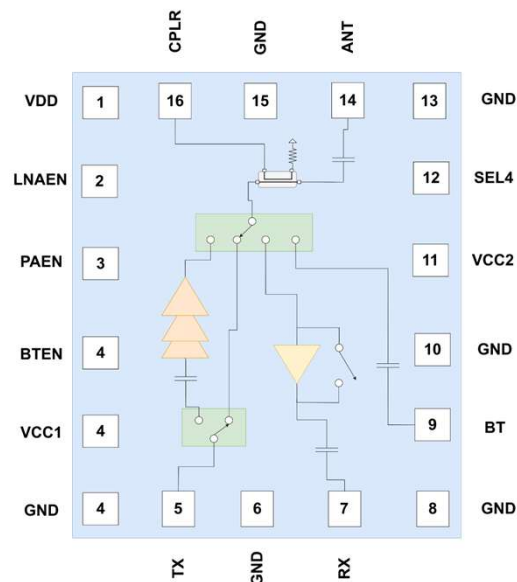 CPLR
GND
ANT
VDD 1 16 15 14 13 GND
LNAEN 2 12 SEL4
PAEN 3 11 VCC2
BTEN 4 10 GND
VCC1 4 9 BT
GND 4 5 6 7 8 GND
TX
GND
RX